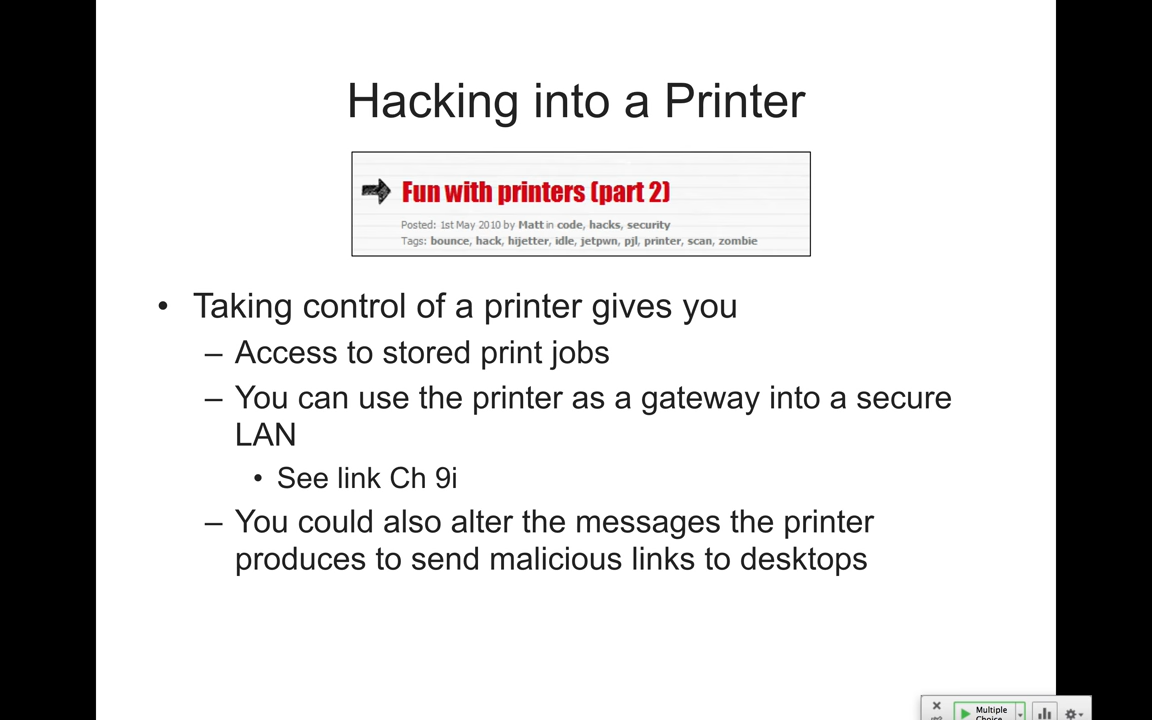 Hacking into a Printer
Fun with printers (part 2)
Posted: 1st May 2010 by Matt in code, hacks, security
Tags: bounce, hack, hijetter, idle, jetpwn, pjl, printer, scan, zombie
• Taking control of a printer gives you
– Access to stored print jobs
– You can use the printer as a gateway into a secure
LAN
• See link Ch 9i
– You could also alter the messages the printer
produces to send malicious links to desktops
Multiple
Choice